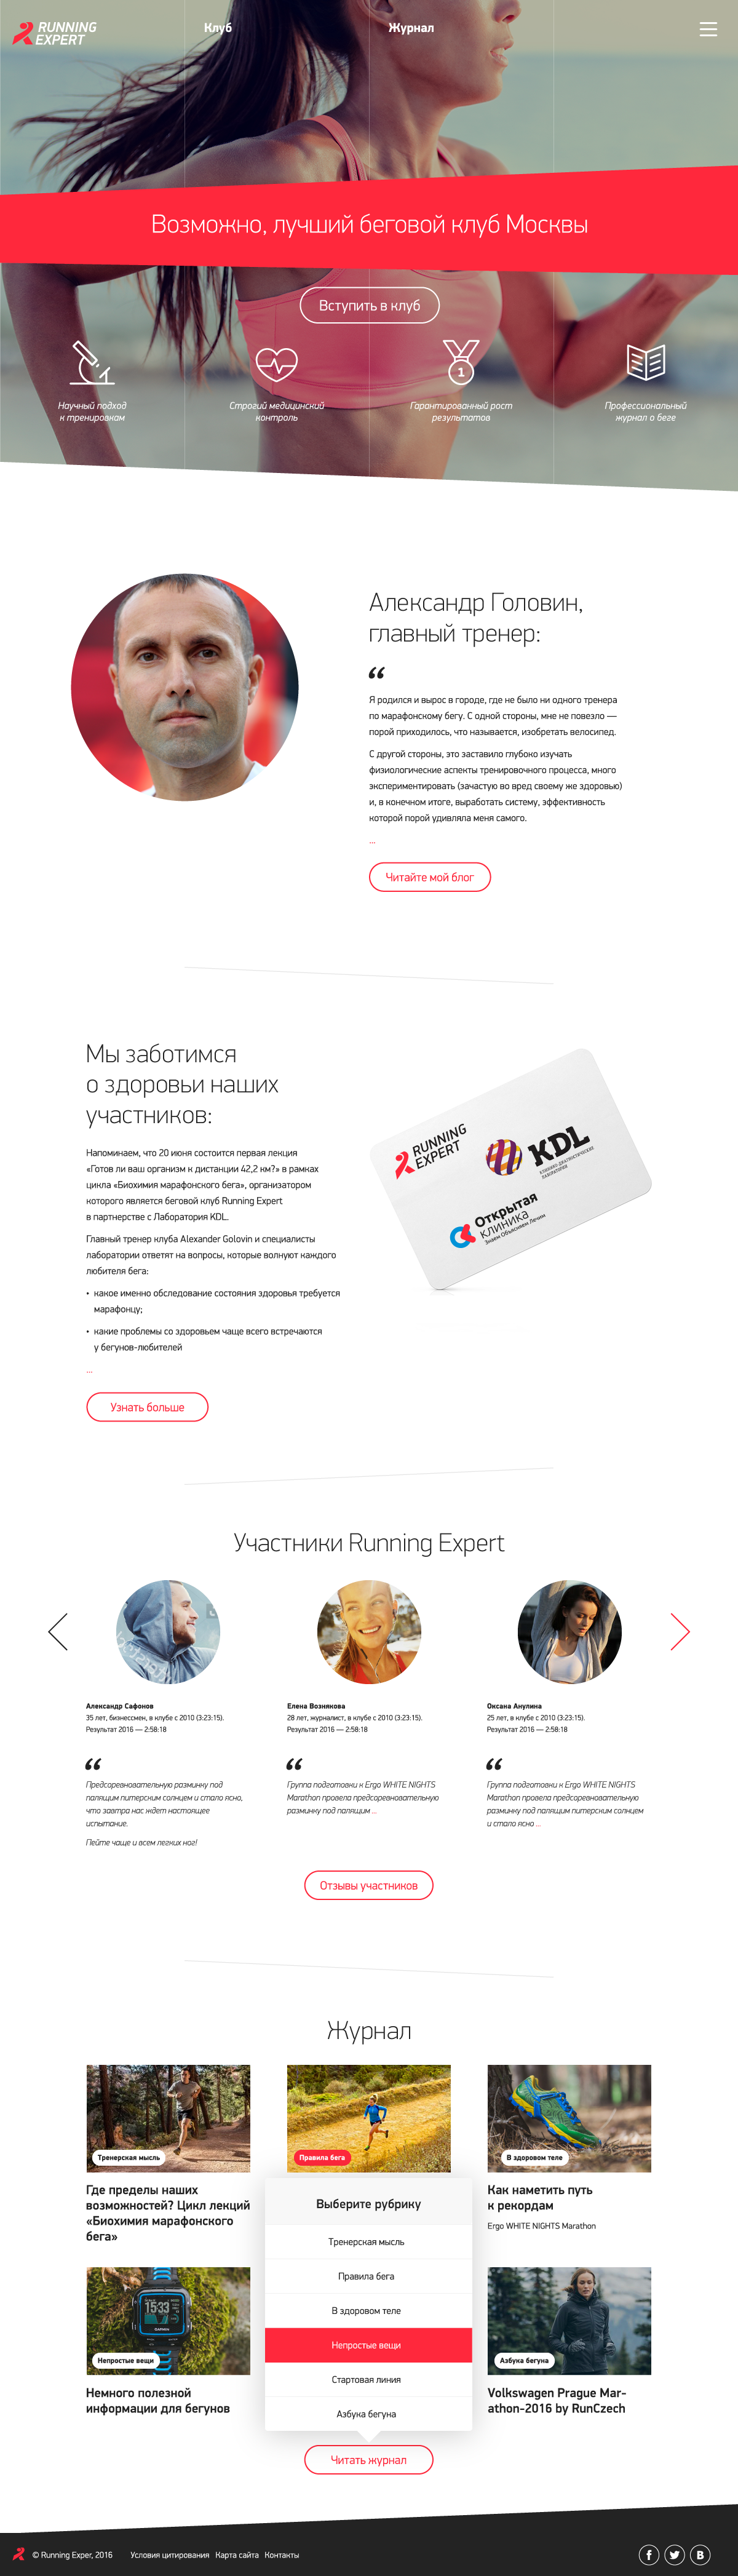 RUNNING
EXPERT
Клуб
Журнал
Возможно, лучший беговой клуб Москвы
Вступить в клуб
Научный подход
к тренировкам
Строгий медицинский
контроль
1
Гарантированный рост
результатов
Профессиональный
журнал о беге
Александр Головин,
главный тренер:
“
Я родился и вырос в городе, где не было ни одного тренера
по марафонскому бегу. С одной стороны, мне не повезло —
порой приходилось, что называется, изобретать велосипед.
С другой стороны, это заставило глубоко изучать
физиологические аспекты тренировочного процесса, много
экспериментировать (зачастую во вред своему же здоровью)
и, в конечном итоге, выработать систему, эффективность
которой порой удивляла меня самого.
...
Читайте мой блог
Мы заботимся
о здоровьи наших
участников:
Напоминаем, что 20 июня состоится первая лекция
«Готов ли ваш организм к дистанции 42,2 км?» в рамках
цикла «Биохимия марафонского бега», организатором
которого является беговой клуб Running Expert
в партнерстве с Лаборатория KDL.
Главный тренер клуба Alexander Golovin и специалисты
лаборатории ответят на вопросы, которые волнуют каждого
любителя бега:
• какое именно обследование состояния здоровья требуется
марафонцу;
• какие проблемы со здоровьем чаще всего встречаются
у бегунов-любителей
...
Узнать больше
RUNNING
EXPERT
KDL
КЛИНИКО-ДИАГНОСТИЧЕСКИЕ
ЛАБОРАТОРИИ
Открытая
клиника
Знаем Объясняем Лечим
Участники Running Expert
Александр Сафонов
35 лет, бизнессмен, в клубе с 2010 (3:23:15).
Результат 2016 — 2:58:18
“
Предсоревновательную разминку под
палящим питерским солнцем и стало ясно,
что завтра нас ждет настоящее
испытание.
Пейте чаще и всем легких ног!
Елена Вознякова
28 лет, журналист, в клубе с 2010 (3:23:15).
Результат 2016 — 2:58:18
“
Группа подготовки к Ergo WHITE NIGHTS
Marathon провела предсоревновательную
разминку под палящим ...
Оксана Анулина
25 лет, в клубе с 2010 (3:23:15).
Результат 2016 — 2:58:18
“
Группа подготовки к Ergo WHITE NIGHTS
Marathon провела предсоревновательную
разминку под палящим питерским солнцем
и стало ясно ...
Отзывы участников
Журнал
Тренерская мысль
Где пределы наших
возможностей? Цикл лекций
«Биохимия марафонского
бега»
Правила бега
В здоровом теле
Как наметить путь
к рекордам
Ergo WHITE NIGHTS Marathon
Выберите рубрику
Тренерская мысль
Правила бега
В здоровом теле
Непростые вещи
Стартовая линия
Азбука бегуна
15:33
GARMIN
Непростые вещи
Немного полезной
информации для бегунов
Азбука бегуна
Volkswagen Prague Mar-
athon-2016 by RunCzech
Читать журнал
© Running Exper, 2016
Условия цитирования
Карта сайта
Контакты